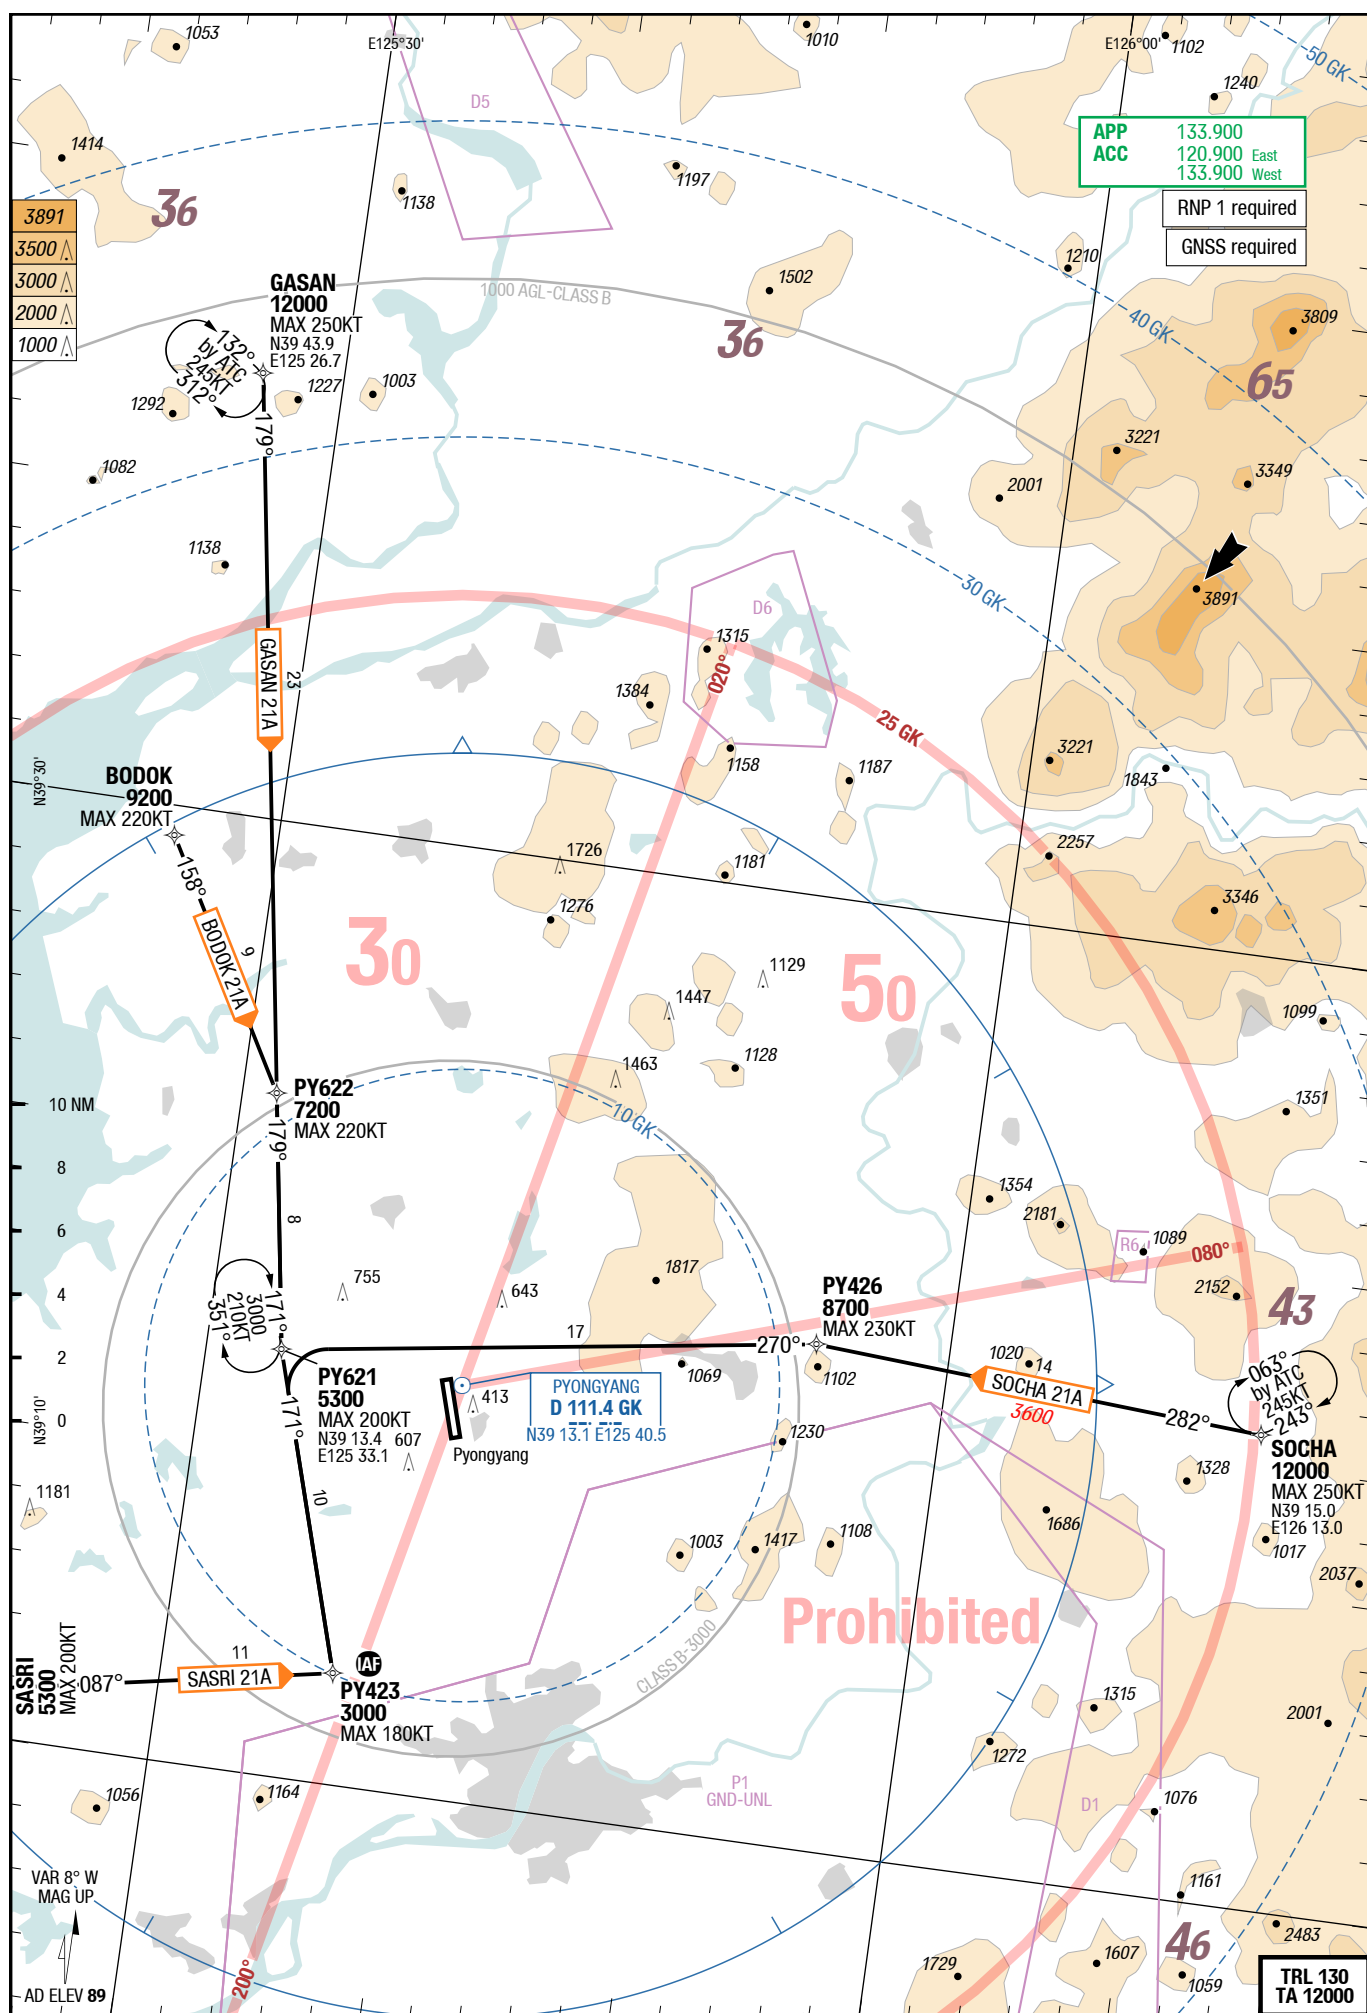 1053
E125°30'
1010
E126°00'
1102
50 GK
1240
D5
APP 133.900
ACC 120.900 East
133.900 West
1414
1197
1138
36
RNP 1 required
GNSS required
3891
3500
3000
2000
1000
1210
GASAN
12000
MAX 250KT
N39 43.9
E125 26.7
1000 AGL-CLASS B
1502
36
40 GK
3809
65
132°
by ATC
245KT
312°
1292
1227
1003
179°
3221
3349
2001
1082
1138
30 GK
3891
D6
1315
020°
GASAN 21A
23
1384
25 GK
N39°30'
BODOK
9200
MAX 220KT
1158
1187
3221
1843
158°
1726
1181
2257
BODOK 21A
9
1276
3346
30
50
1129
1447
1099
1463
1128
10 NM
PY622
7200
MAX 220KT
10 GK
1351
179°
8
1354
2181
6
8
R6
1089
080°
755
643
1817
2152
43
4
3000
210KT
351°
171°
PY426
8700
MAX 230KT
17
270°
2
1069
1102
1020
14
SOCHA 21A
3600
063°
by ATC
245KT
243°
PY621
5300
MAX 200KT
N39 13.4
E125 33.1
171°
413
PYONGYANG
D 111.4 GK
N39 13.1 E125 40.5
282°
N39°10'
0
607
Pyongyang
1230
SOCHA
12000
MAX 250KT
N39 15.0
E126 13.0
1181
10
1328
1686
1003
1417
1108
1017
2037
Prohibited
SASRI
5300
MAX 200KT
087°
11
SASRI 21A
IAF
PY423
3000
MAX 180KT
CLASS B-3000
1315
2001
1272
1056
1164
P1
GND-UNL
D1
1076
VAR 8° W
MAG UP
1161
2483
46
200°
1729
1607
1059
AD ELEV 89
TRL 130
TA 12000